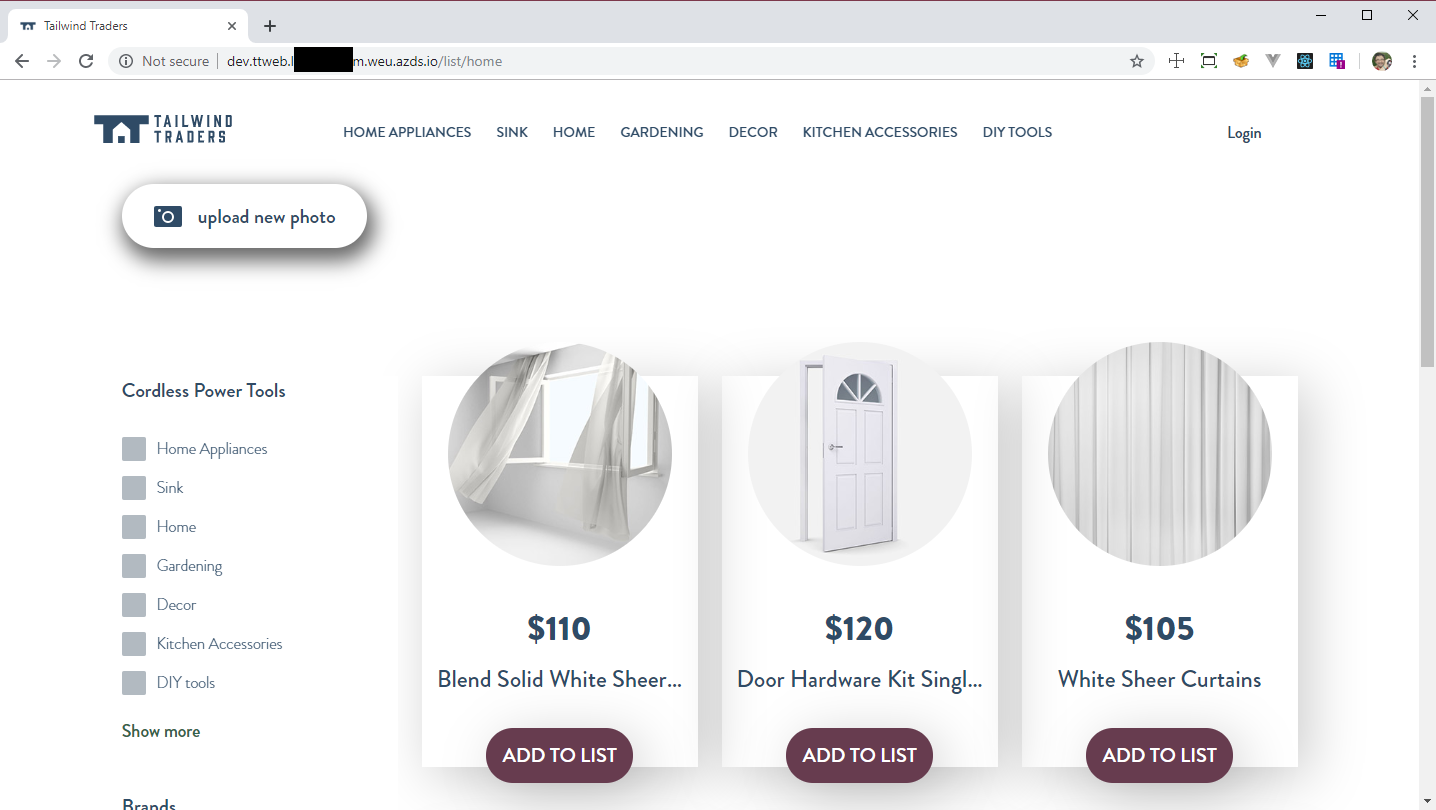 Tailwind Traders
Not secure | dev.ttweb.l m.weu.azds.io/list/home
TAILWIND
TRADERS
HOME APPLIANCES SINK HOME GARDENING DECOR KITCHEN ACCESSORIES DIY TOOLS Login
upload new photo
Cordless Power Tools
Home Appliances
Sink
Home
Gardening
Decor
Kitchen Accessories
DIY tools
Show more
Brands
$110
Blend Solid White Sheer...
ADD TO LIST
$120
Door Hardware Kit Singl...
ADD TO LIST
$105
White Sheer Curtains
ADD TO LIST